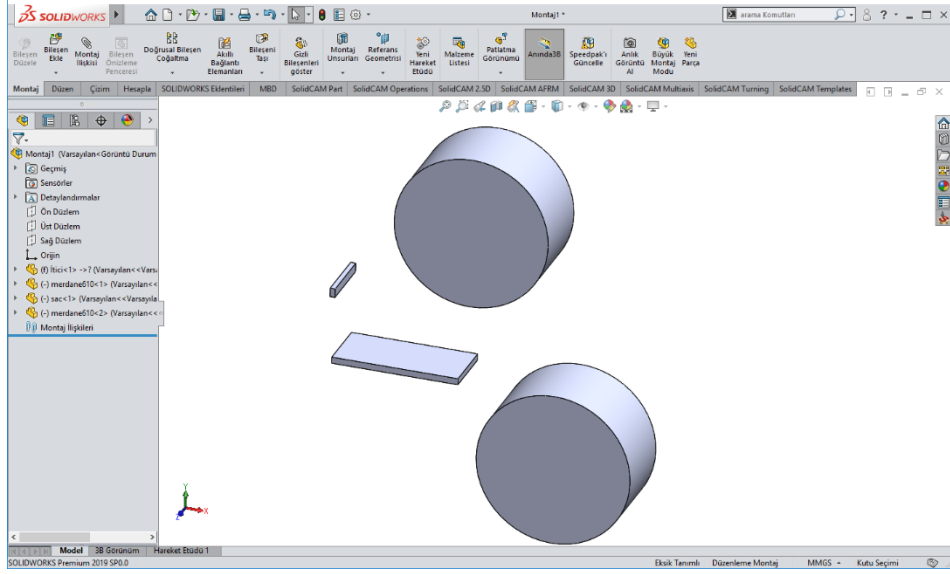 SOLIDWORKS
Montaj1 *
arama Komutları
Bileşen Düzele
Bileşen Ekle
Montaj İlişkisi
Bileşen Önizleme Penceresi
Doğrusal Bileşen Çoğaltma
Akıllı Bağlantı Elemanları
Bileşeni Taşı
Gizli Bileşenleri göster
Montaj Unsurları
Referans Geometrisi
Yeni Hareket Etüdü
Malzeme Listesi
Patlatma Görünümü
Anında3B
Speedpak'ı Güncelle
Anlık Görüntü Al
Büyük Montaj Modu
Yeni Parça
Montaj Düzen Çizim Hesapla SOLIDWORKS Eklentileri MBD SolidCAM Part SolidCAM Operations SolidCAM 2.5D SolidCAM AFRM SolidCAM 3D SolidCAM Multiaxis SolidCAM Turning SolidCAM Templates
Montaj1 (Varsayılan<Görüntü Durum
Geçmiş
Sensörler
Detaylandırmalar
Ön Düzlem
Üst Düzlem
Sağ Düzlem
Orijin
(f) İtici<1> ->? (Varsayılan<<Varsa
(-) merdane610<1> (Varsayılan<<
(-) sac<1> (Varsayılan<<Varsayıla
(-) merdane610<2> (Varsayılan<<
Montaj İlişkileri
Y
X
Z
Model 3B Görünüm Hareket Etüdü 1
SOLIDWORKS Premium 2019 SP0.0
Eksik Tanımlı Düzenleme Montaj MMGS Kutu Seçimi